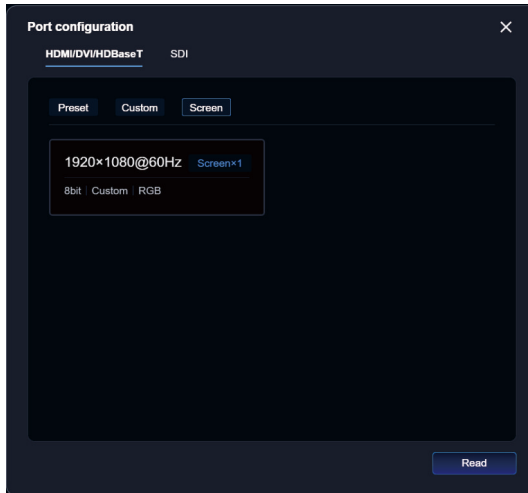 Port configuration
HDMI/DVI/HDBaseT SDI
Preset Custom Screen
1920×1080@60Hz Screen×1
8bit Custom RGB
Read